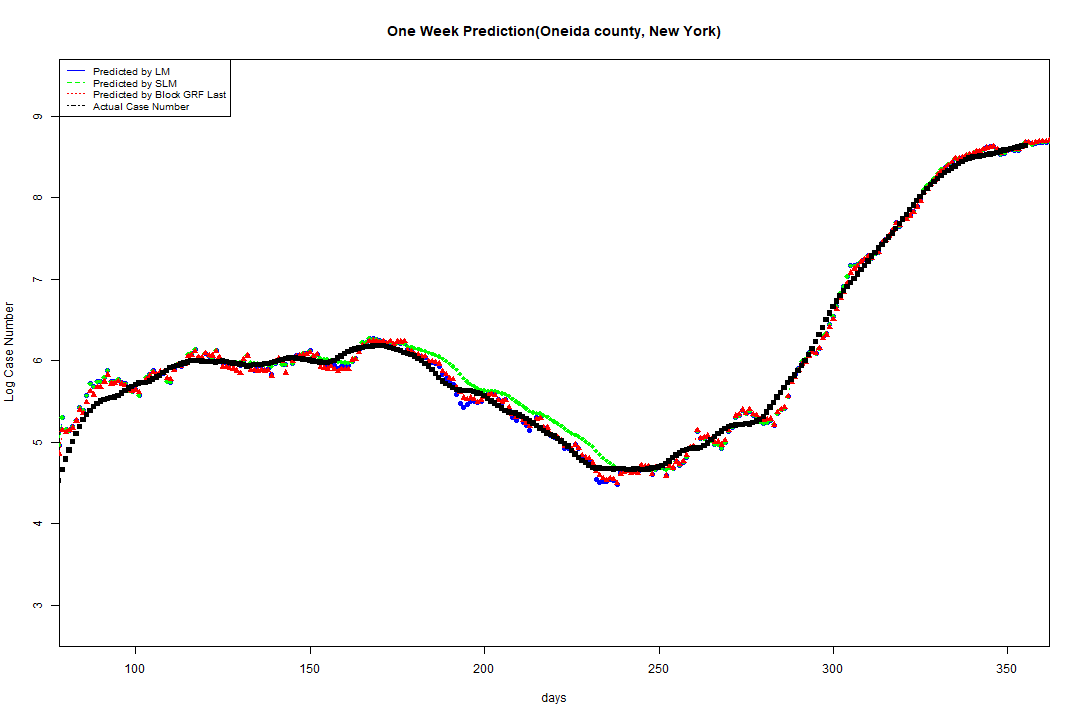 One Week Prediction(Oneida county, New York)
Predicted by LM
Predicted by SLM
Predicted by Block GRF Last
Actual Case Number
9
8
7
6
5
4
3
Log Case Number
100 150 200 250 300 350
days